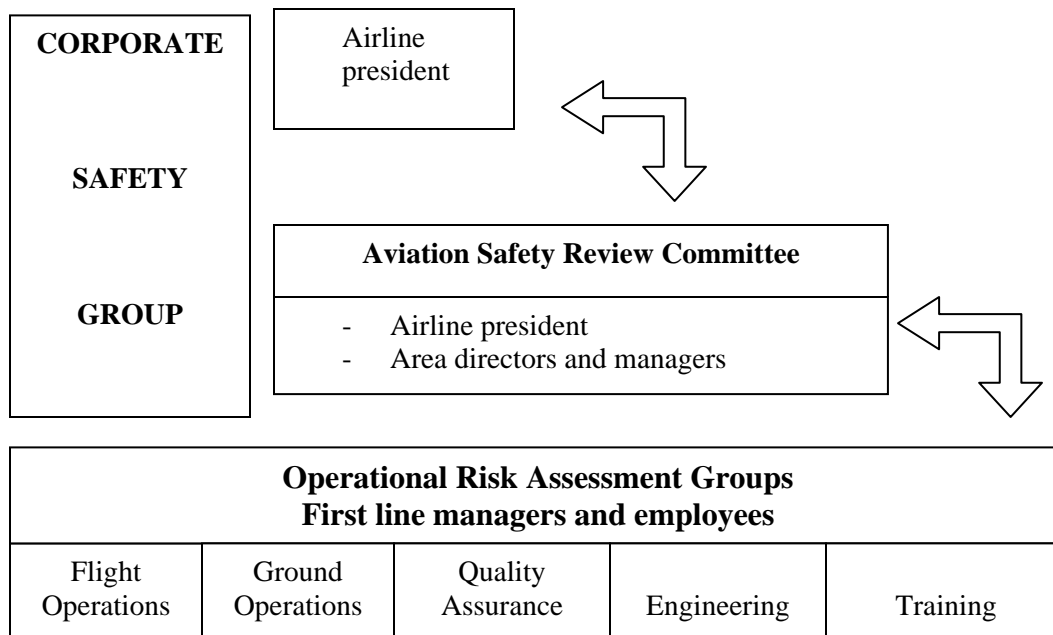 CORPORATE
SAFETY
GROUP
Airline
president
Aviation Safety Review Committee
- Airline president
- Area directors and managers
Operational Risk Assessment Groups
First line managers and employees
Flight
Operations
Ground
Operations
Quality
Assurance
Engineering
Training